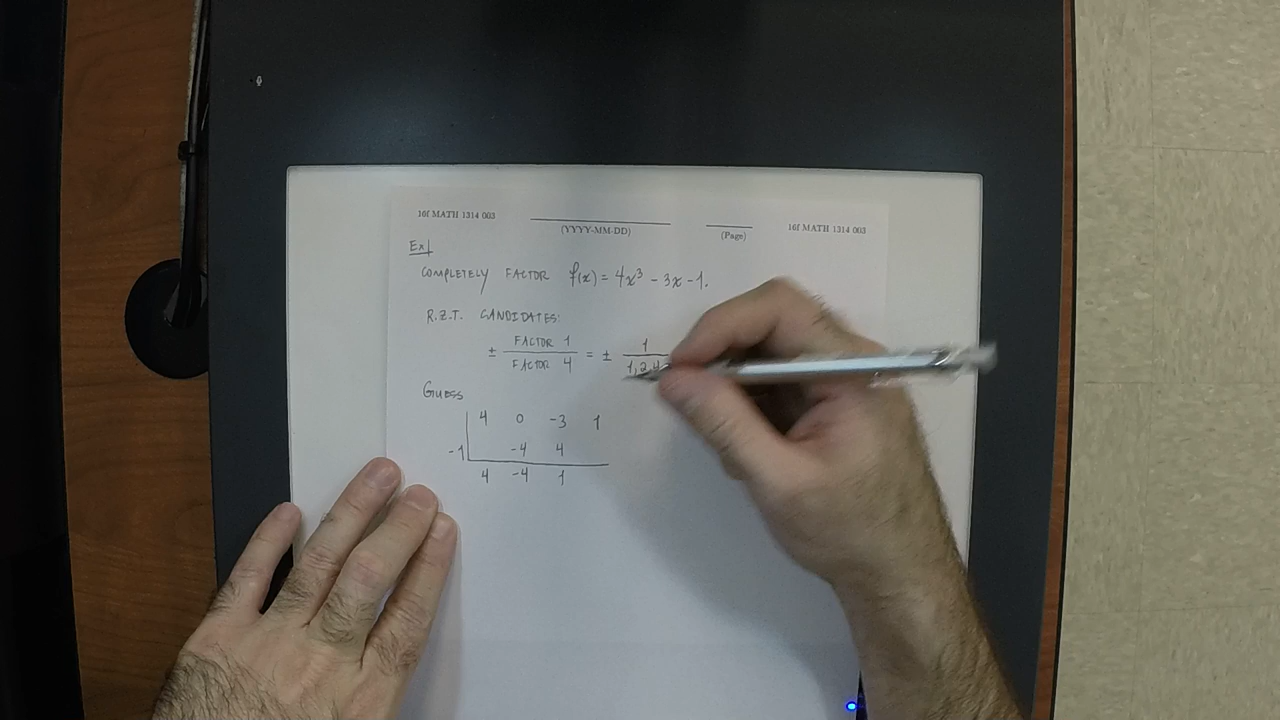 16f MATH 1314 003 (YYYY-MM-DD) (Page) 16f MATH 1314 003
Ex
COMPLETELY FACTOR f(x) = 4x³ - 3x - 1.
R.Z.T. CANDIDATES:
± FACTOR 1 / FACTOR 4 = ± 1 / 1,2,4
GUESS
4 0 -3 1
-1 -4 4
4 -4 1